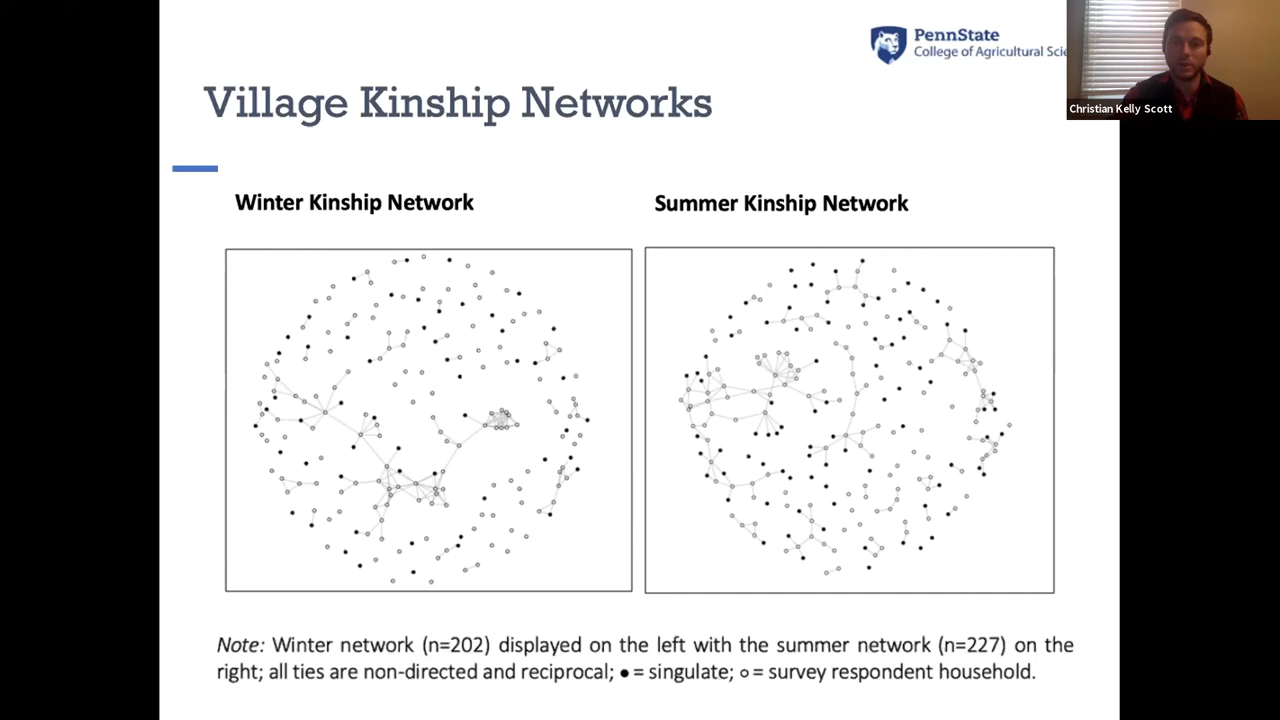 PennState
College of Agricultural
Christian Kelly Scott
Village Kinship Networks
Winter Kinship Network
Summer Kinship Network
Note: Winter network (n=202) displayed on the left with the summer network (n=227) on the
right; all ties are non-directed and reciprocal; ● = singulate; o = survey respondent household.